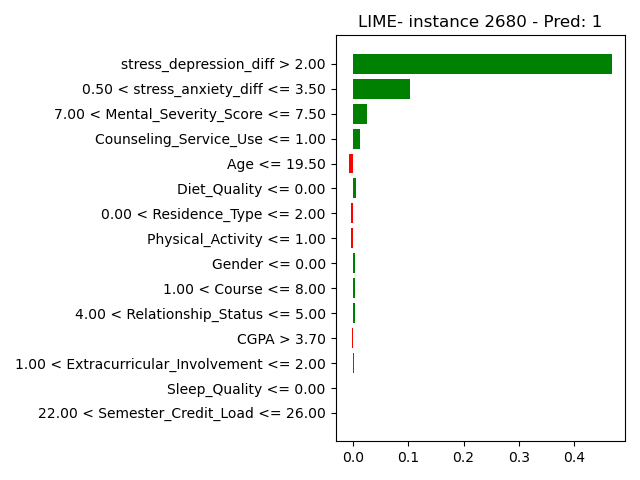 LIME- instance 2680 - Pred: 1
stress_depression_diff > 2.00
0.50 < stress_anxiety_diff <= 3.50
7.00 < Mental_Severity_Score <= 7.50
Counseling_Service_Use <= 1.00
Age <= 19.50
Diet_Quality <= 0.00
0.00 < Residence_Type <= 2.00
Physical_Activity <= 1.00
Gender <= 0.00
1.00 < Course <= 8.00
4.00 < Relationship_Status <= 5.00
CGPA > 3.70
1.00 < Extracurricular_Involvement <= 2.00
Sleep_Quality <= 0.00
22.00 < Semester_Credit_Load <= 26.00
0.0 0.1 0.2 0.3 0.4